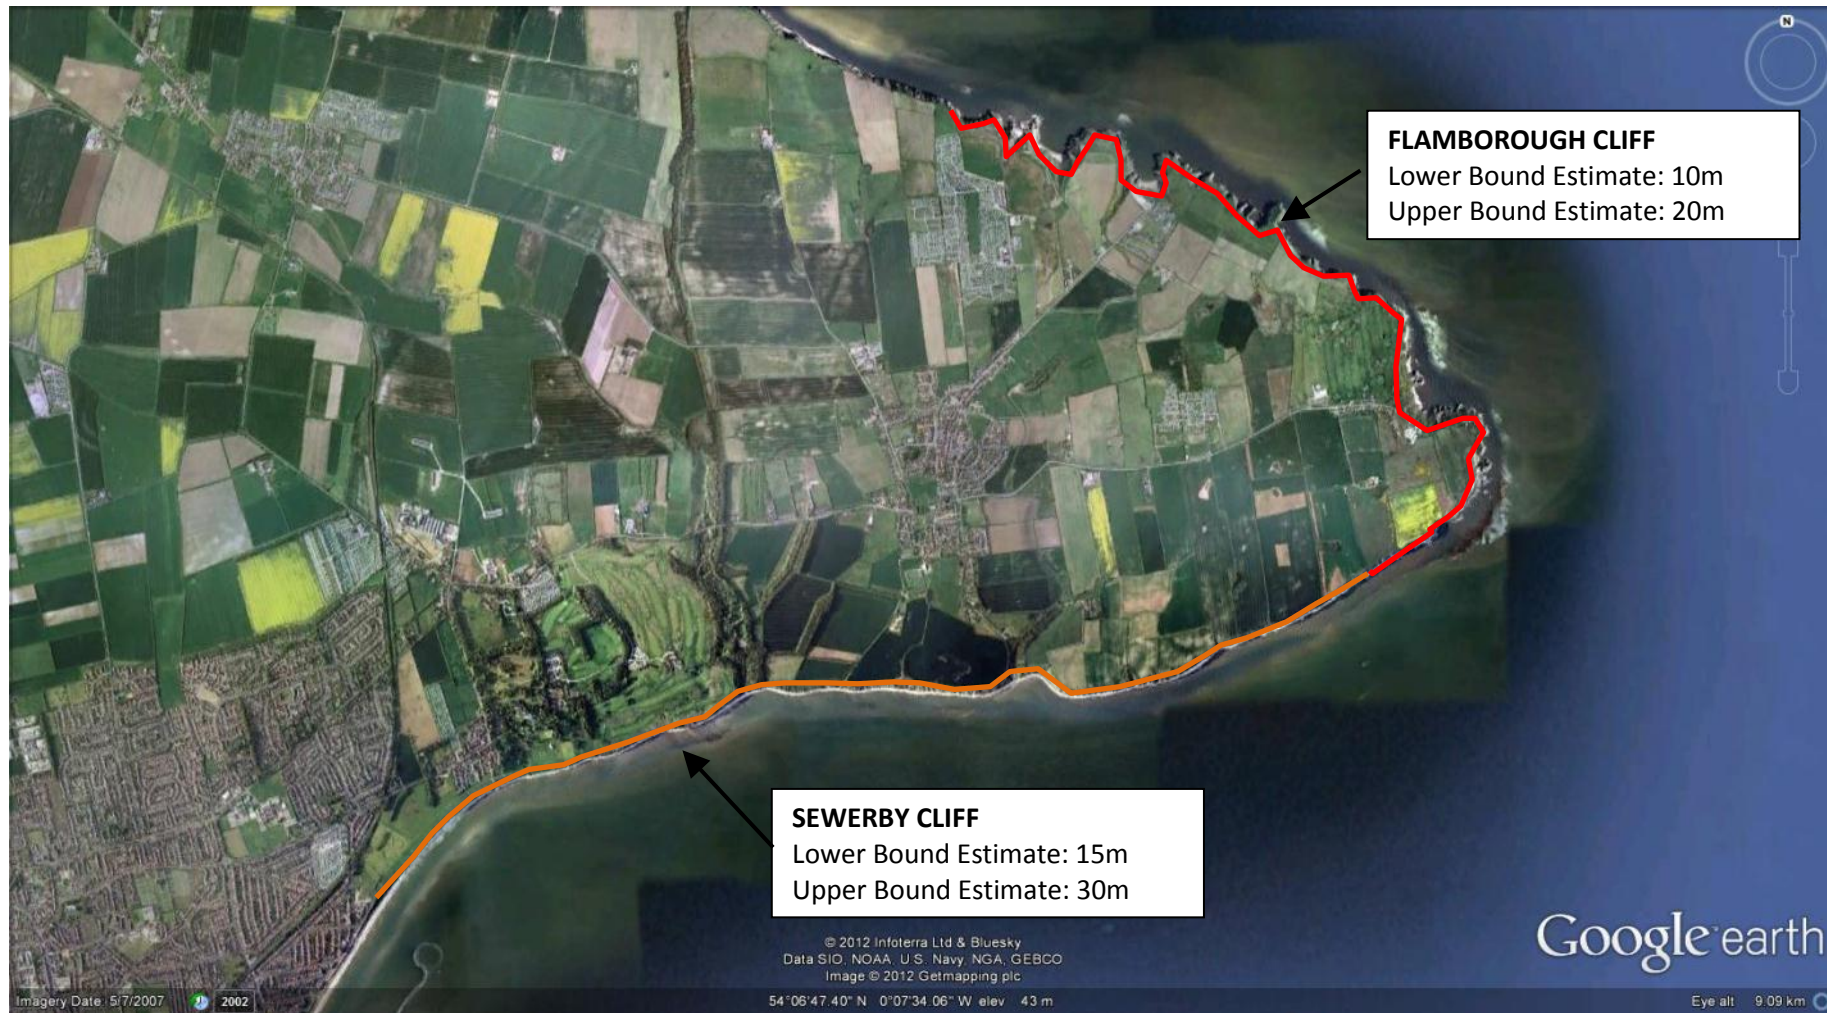 N
FLAMBOROUGH CLIFF
Lower Bound Estimate: 10m
Upper Bound Estimate: 20m
SEWERBY CLIFF
Lower Bound Estimate: 15m
Upper Bound Estimate: 30m
Google earth
© 2012 Infoterra Ltd & Bluesky
Data SIO, NOAA, U.S. Navy, NGA, GEBCO
Image © 2012 Getmapping plc
Imagery Date: 5/7/2007 2002 54°06'47.40" N 0°07'34.06" W elev 43 m Eye alt 9.09 km